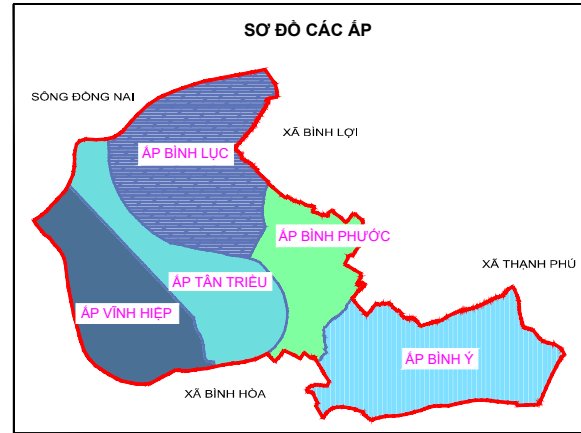 SƠ ĐỒ CÁC ẤP
SÔNG ĐỒNG NAI
XÃ BÌNH LỢI
ẤP BÌNH LỤC
ẤP BÌNH PHƯỚC
XÃ THẠNH PHÚ
ẤP TÂN TRIỀU
ẤP VĨNH HIỆP
ẤP BÌNH Ý
XÃ BÌNH HÒA